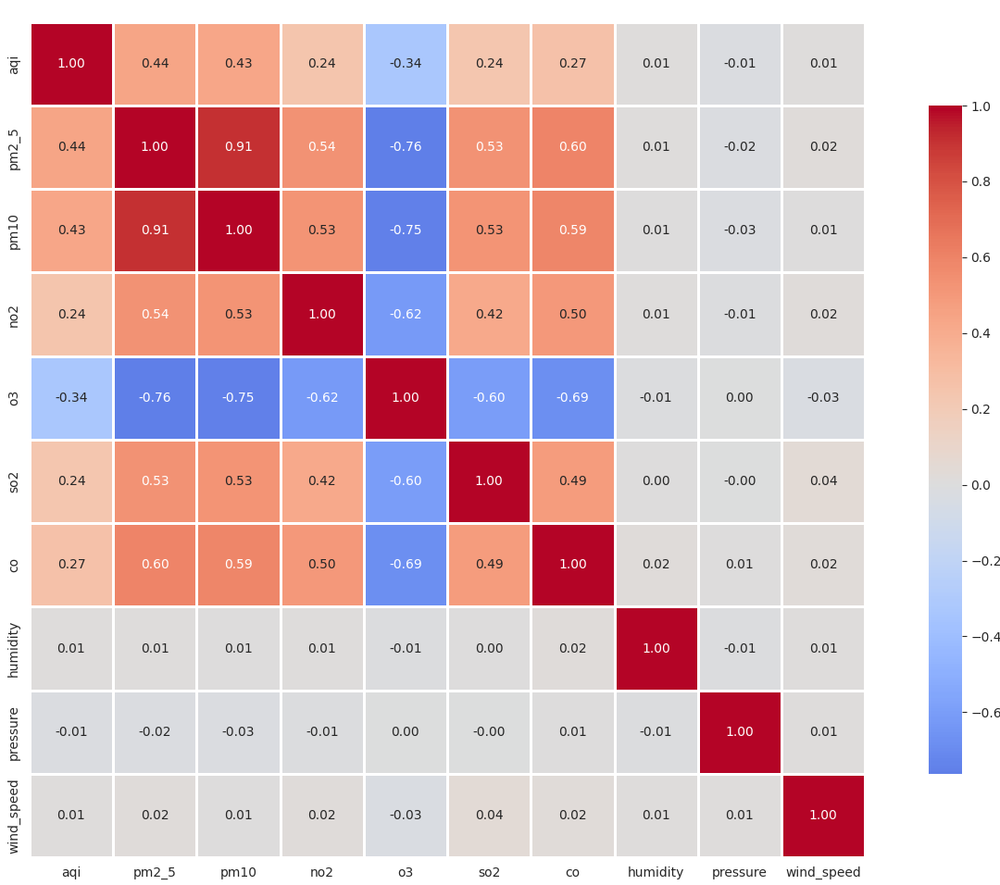 aqi 1.00 0.44 0.43 0.24 -0.34 0.24 0.27 0.01 -0.01 0.01
pm2_5 0.44 1.00 0.91 0.54 -0.76 0.53 0.60 0.01 -0.02 0.02
pm10 0.43 0.91 1.00 0.53 -0.75 0.53 0.59 0.01 -0.03 0.01
no2 0.24 0.54 0.53 1.00 -0.62 0.42 0.50 0.01 -0.01 0.02
o3 -0.34 -0.76 -0.75 -0.62 1.00 -0.60 -0.69 -0.01 0.00 -0.03
so2 0.24 0.53 0.53 0.42 -0.60 1.00 0.49 0.00 -0.00 0.04
co 0.27 0.60 0.59 0.50 -0.69 0.49 1.00 0.02 0.01 0.02
humidity 0.01 0.01 0.01 0.01 -0.01 0.00 0.02 1.00 -0.01 0.01
pressure -0.01 -0.02 -0.03 -0.01 0.00 -0.00 0.01 -0.01 1.00 0.01
wind_speed 0.01 0.02 0.01 0.02 -0.03 0.04 0.02 0.01 0.01 1.00
aqi pm2_5 pm10 no2 o3 so2 co humidity pressure wind_speed
1.0
0.8
0.6
0.4
0.2
0.0
−0.2
−0.4
−0.6